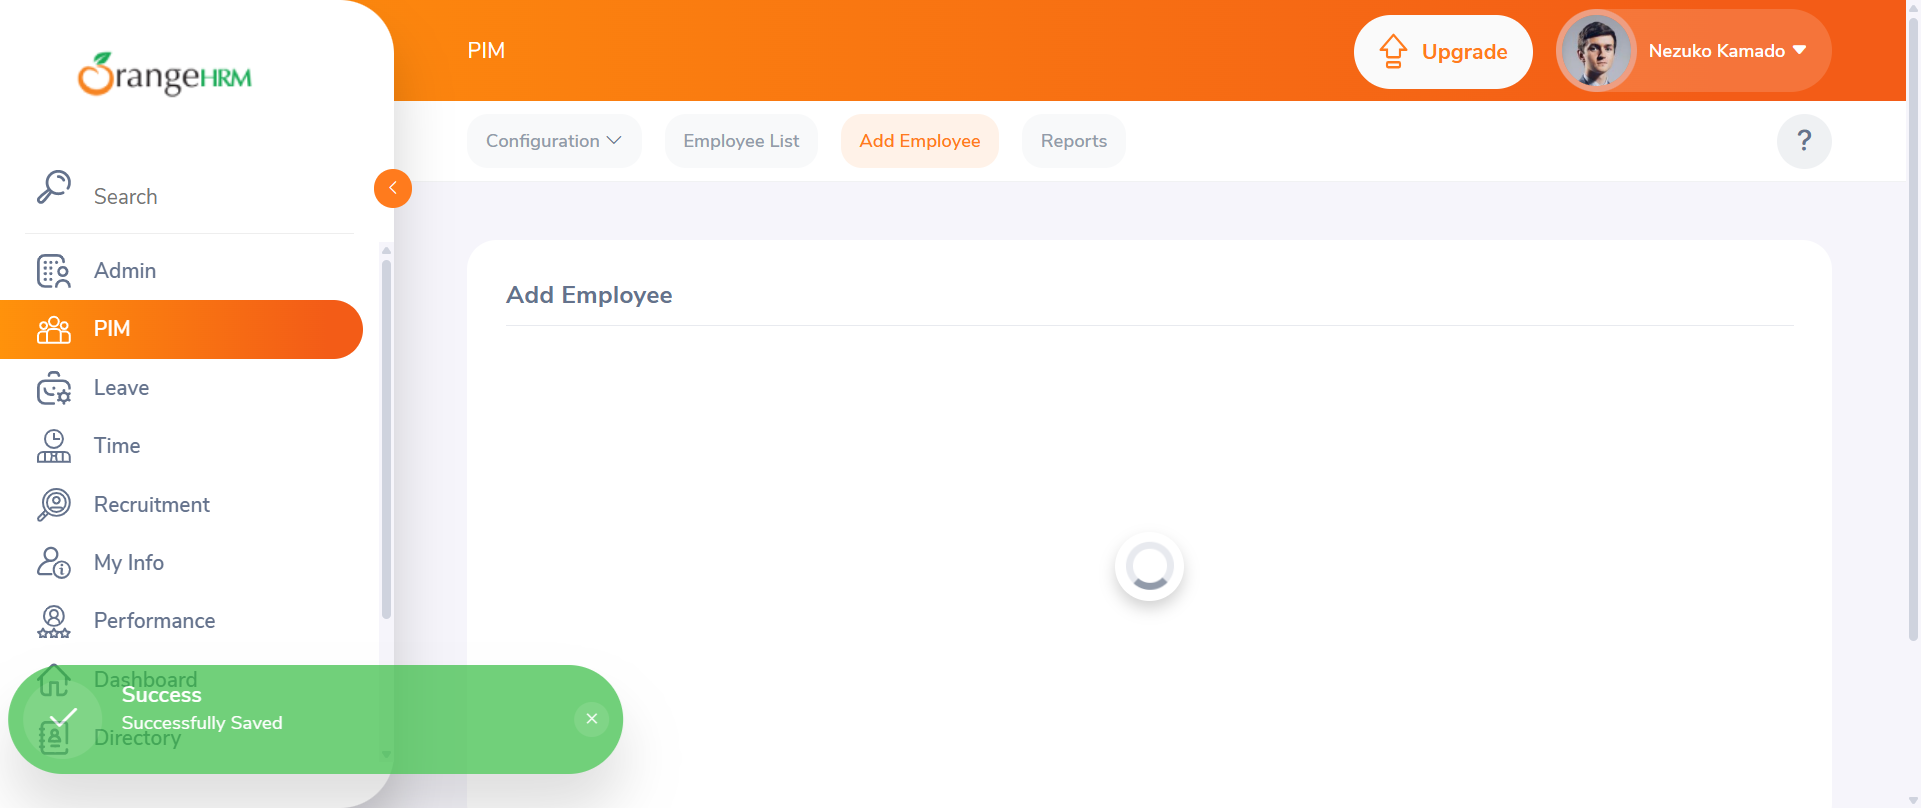 OrangeHRM
PIM
Upgrade
Nezuko Kamado
Configuration
Employee List
Add Employee
Reports
?
Search
Admin
PIM
Leave
Time
Recruitment
My Info
Performance
Dashboard
Directory
Add Employee
Success
Successfully Saved